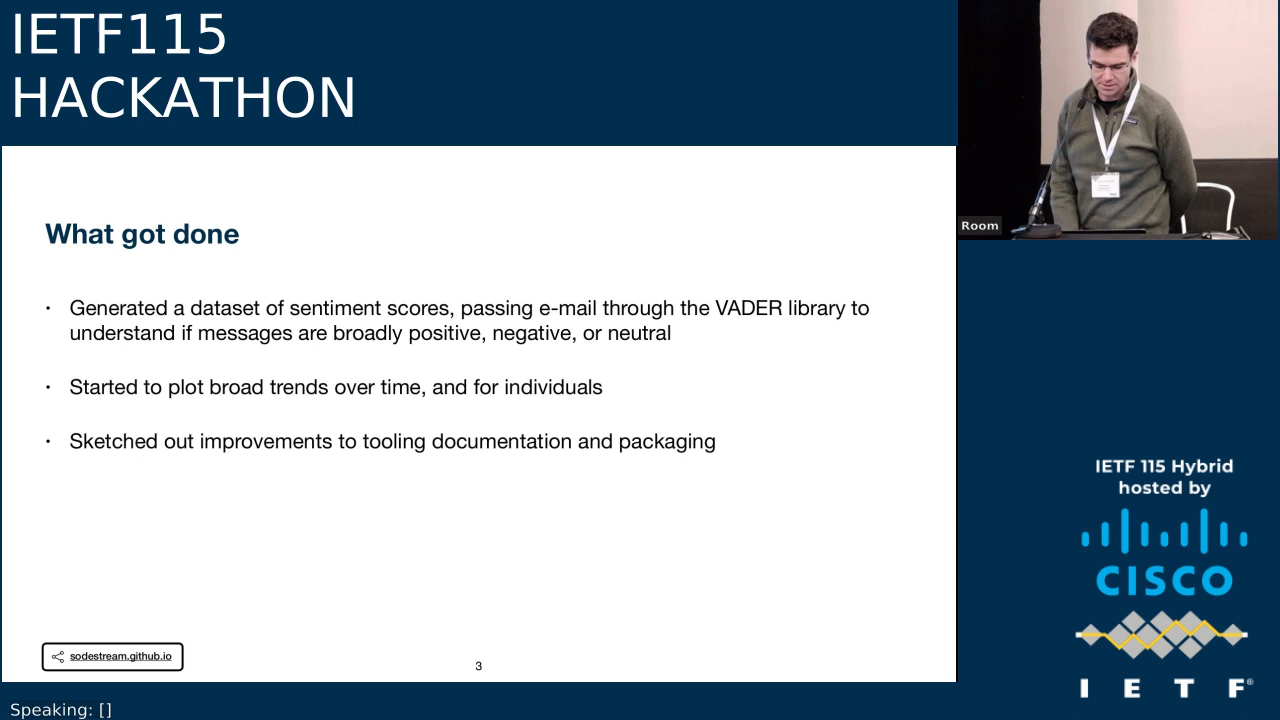 IETF115
HACKATHON
What got done
• Generated a dataset of sentiment scores, passing e-mail through the VADER library to
understand if messages are broadly positive, negative, or neutral
• Started to plot broad trends over time, and for individuals
• Sketched out improvements to tooling documentation and packaging
sodestream.github.io
3
Room
IETF 115 Hybrid
hosted by
CISCO
I E T F®
Speaking: []